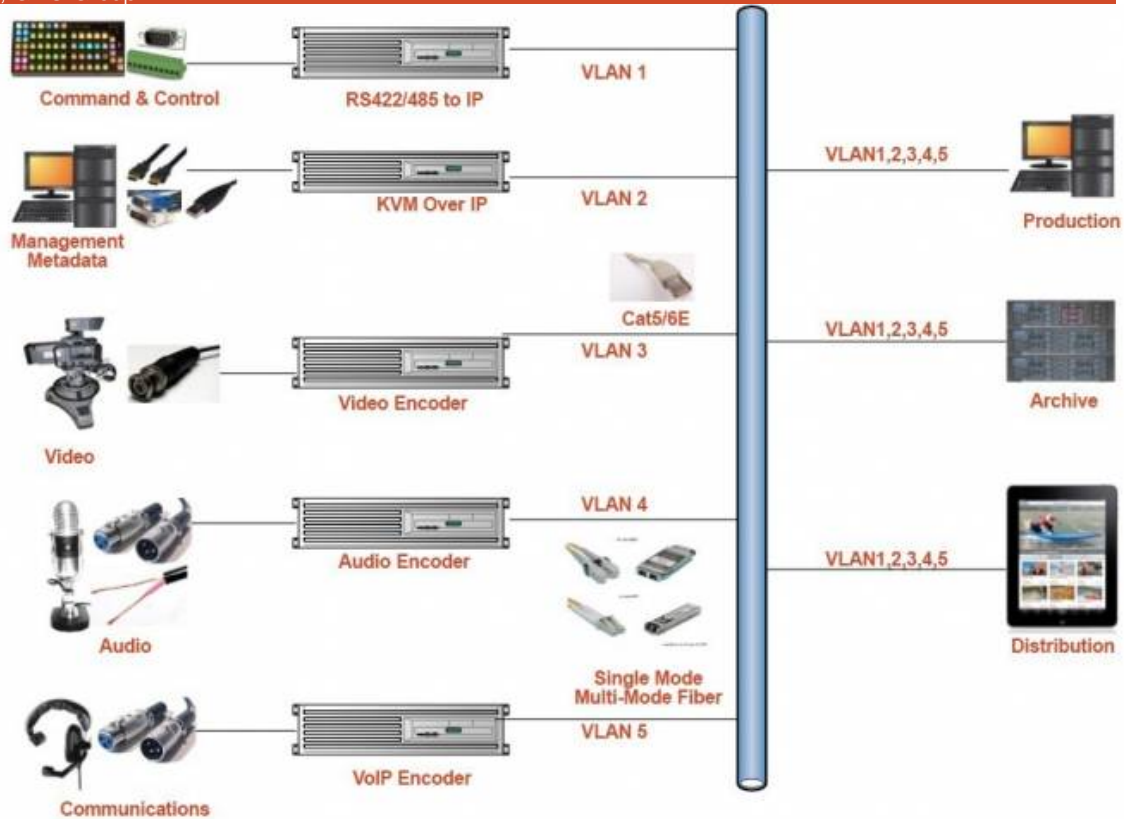 Command & Control
RS422/485 to IP
VLAN 1
Management
Metadata
KVM Over IP
VLAN 2
VLAN1,2,3,4,5
Production
Cat5/6E
Video
Video Encoder
VLAN 3
VLAN1,2,3,4,5
Archive
Audio
Audio Encoder
VLAN 4
Single Mode
Multi-Mode Fiber
VLAN1,2,3,4,5
Distribution
Communications
VoIP Encoder
VLAN 5